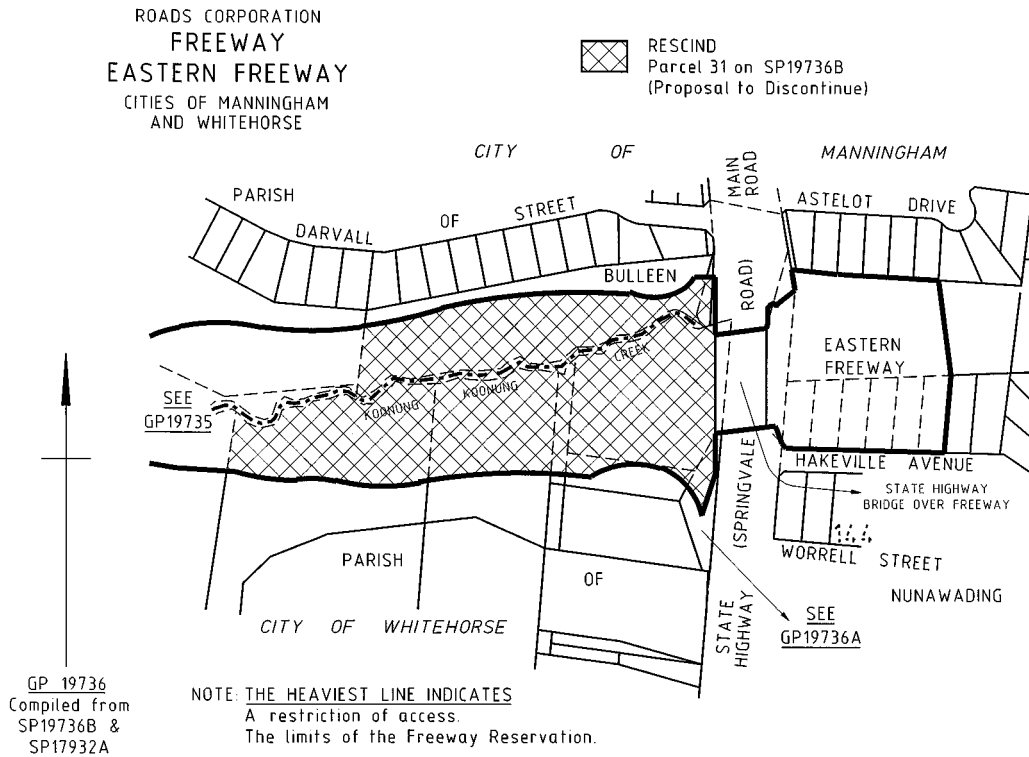 ROADS CORPORATION
FREEWAY
EASTERN FREEWAY
CITIES OF MANNINGHAM
AND WHITEHORSE
RESCIND
Parcel 31 on SP19736B
(Proposal to Discontinue)
CITY OF MANNINGHAM
MAIN
ROAD
PARISH OF BULLEEN
DARVALL STREET
ASTELOT DRIVE
ROAD)
EASTERN
FREEWAY
CREEK
KOONUNG
KOONUNG
SEE
GP19735
HAKEVILLE AVENUE
STATE HIGHWAY
BRIDGE OVER FREEWAY
(SPRINGVALE
144
WORRELL STREET
PARISH OF NUNAWADING
CITY OF WHITEHORSE
STATE
HIGHWAY
SEE
GP19736A
GP 19736
Compiled from
SP19736B &
SP17932A
NOTE: THE HEAVIEST LINE INDICATES
A restriction of access.
The limits of the Freeway Reservation.